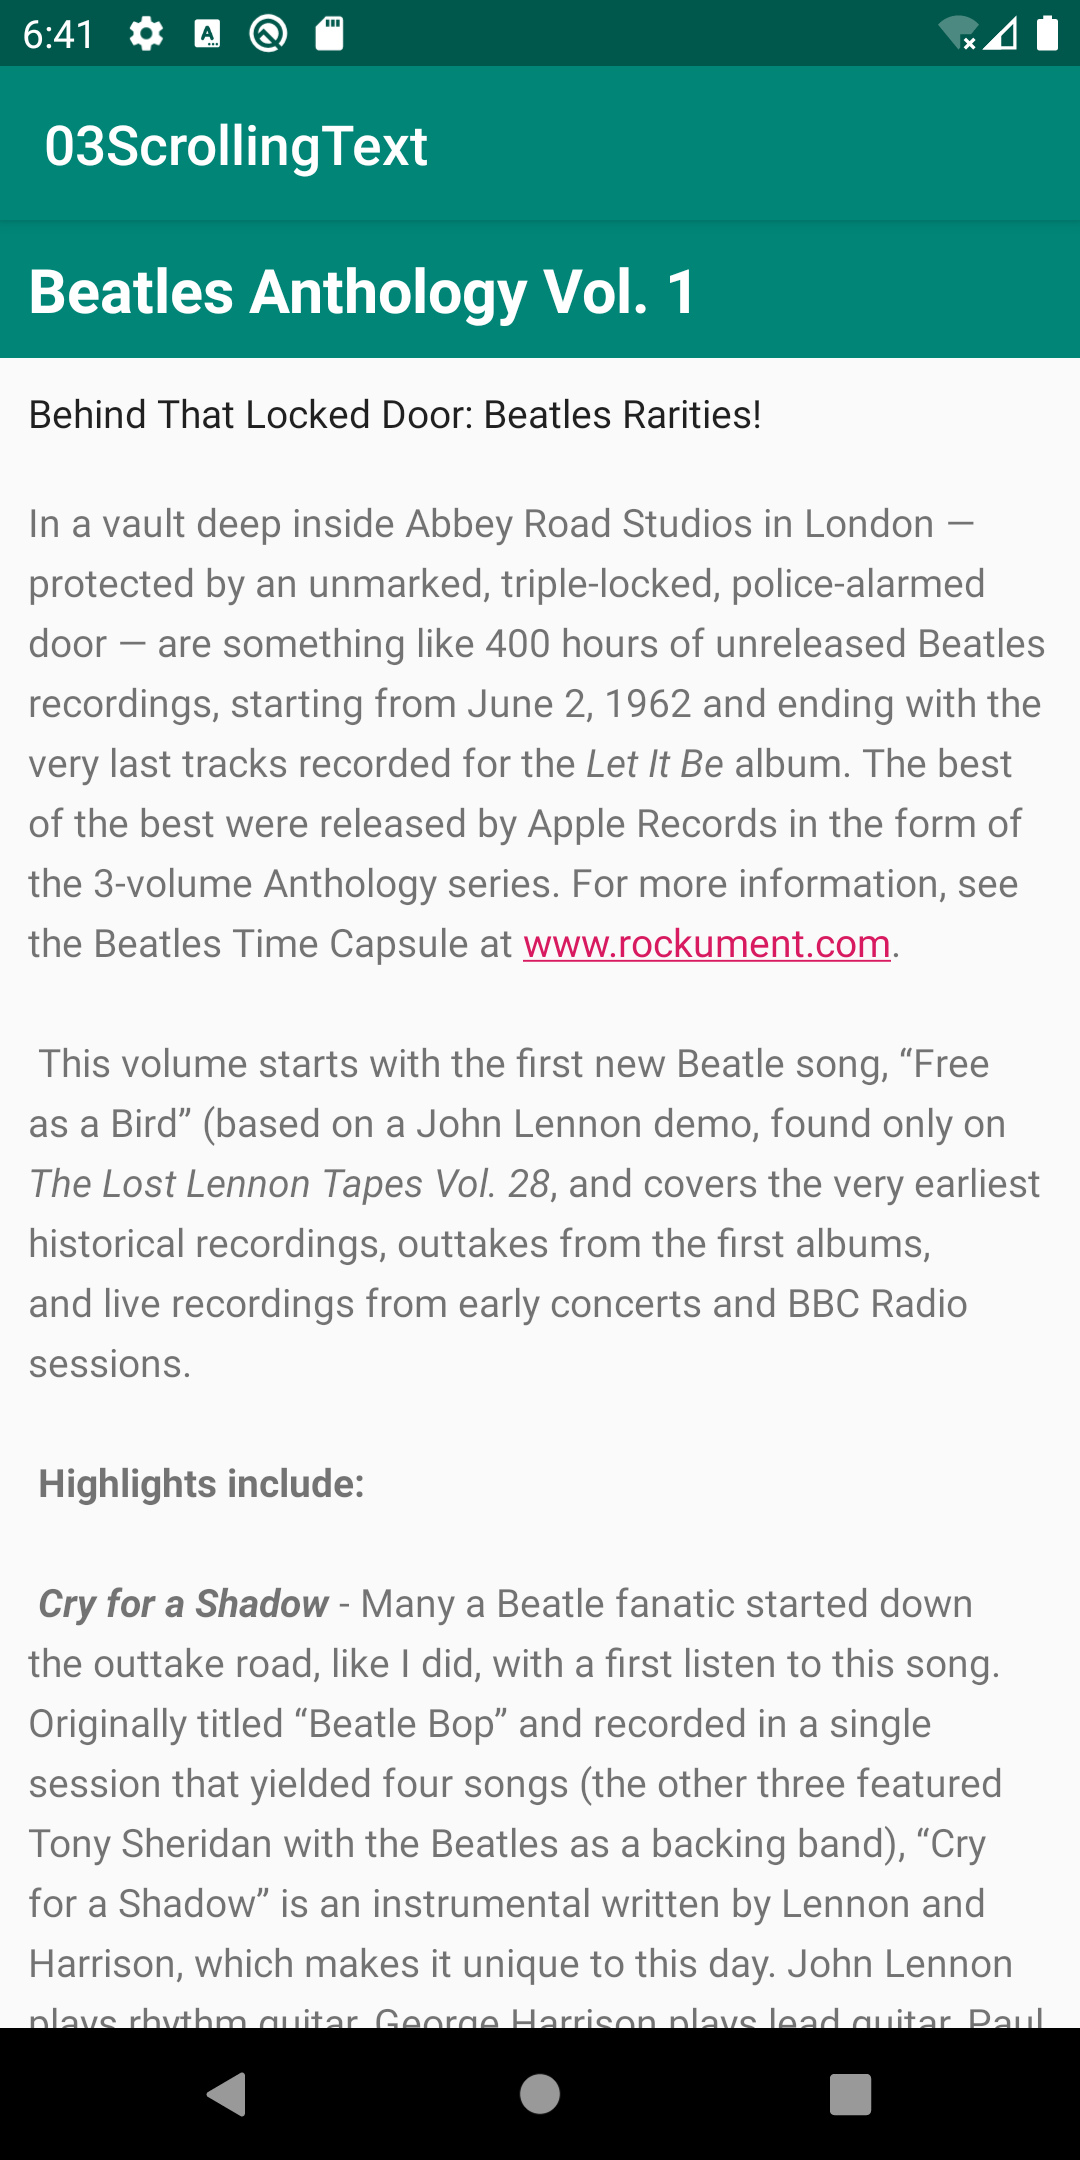 6:41
03ScrollingText
Beatles Anthology Vol. 1
Behind That Locked Door: Beatles Rarities!
In a vault deep inside Abbey Road Studios in London —
protected by an unmarked, triple-locked, police-alarmed
door — are something like 400 hours of unreleased Beatles
recordings, starting from June 2, 1962 and ending with the
very last tracks recorded for the Let It Be album. The best
of the best were released by Apple Records in the form of
the 3-volume Anthology series. For more information, see
the Beatles Time Capsule at www.rockument.com.
This volume starts with the first new Beatle song, “Free
as a Bird” (based on a John Lennon demo, found only on
The Lost Lennon Tapes Vol. 28, and covers the very earliest
historical recordings, outtakes from the first albums,
and live recordings from early concerts and BBC Radio
sessions.
Highlights include:
Cry for a Shadow - Many a Beatle fanatic started down
the outtake road, like I did, with a first listen to this song.
Originally titled “Beatle Bop” and recorded in a single
session that yielded four songs (the other three featured
Tony Sheridan with the Beatles as a backing band), “Cry
for a Shadow” is an instrumental written by Lennon and
Harrison, which makes it unique to this day. John Lennon
plays rhythm guitar, George Harrison plays lead guitar, Paul